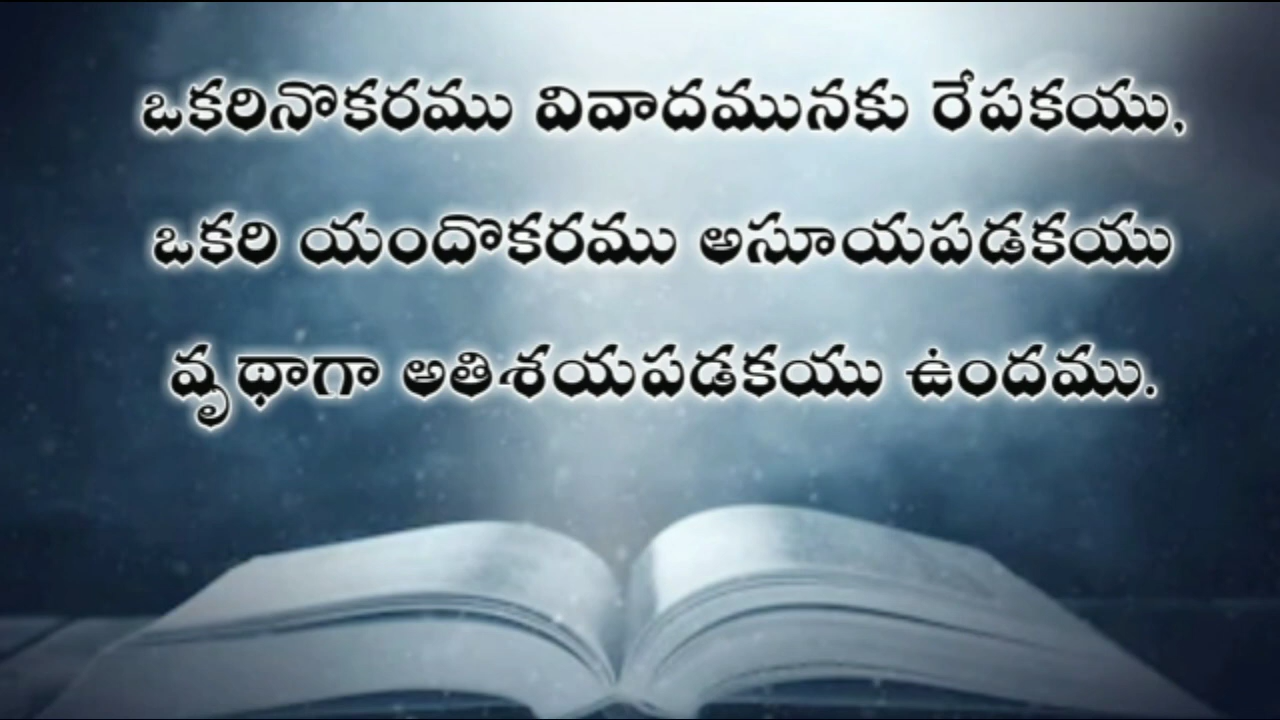 ఒకరినొకరము వివాదమునకు రేపకయు,
ఒకరి యందొకరము అసూయపడకయు
వృథాగా అతిశయపడకయు ఉందము.